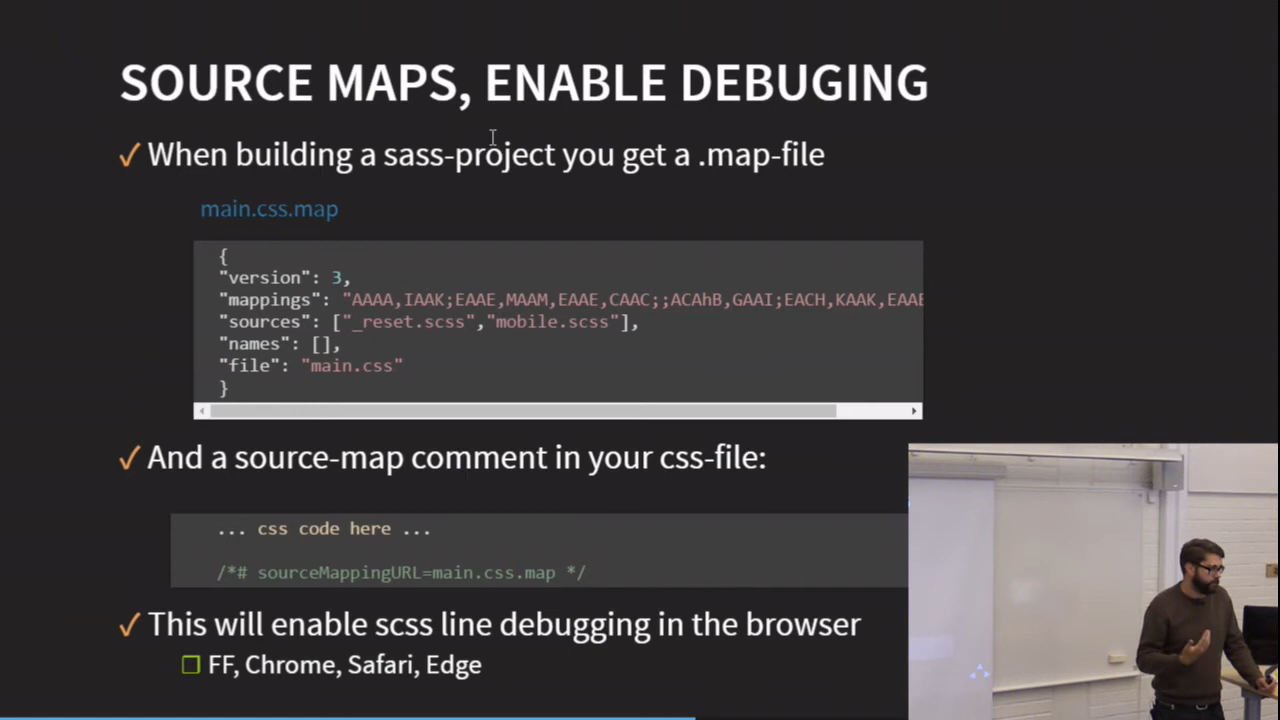 SOURCE MAPS, ENABLE DEBUGING
✓ When building a sass-project you get a .map-file
main.css.map
{
"version": 3,
"mappings": "AAAA,IAAK;EAAE,MAAM,EAAE,CAAC;;ACAhB,GAAI;EACH,KAAK,EAAE
"sources": ["_reset.scss","mobile.scss"],
"names": [],
"file": "main.css"
}
✓ And a source-map comment in your css-file:
... css code here ...
/*# sourceMappingURL=main.css.map */
✓ This will enable scss line debugging in the browser
❒ FF, Chrome, Safari, Edge